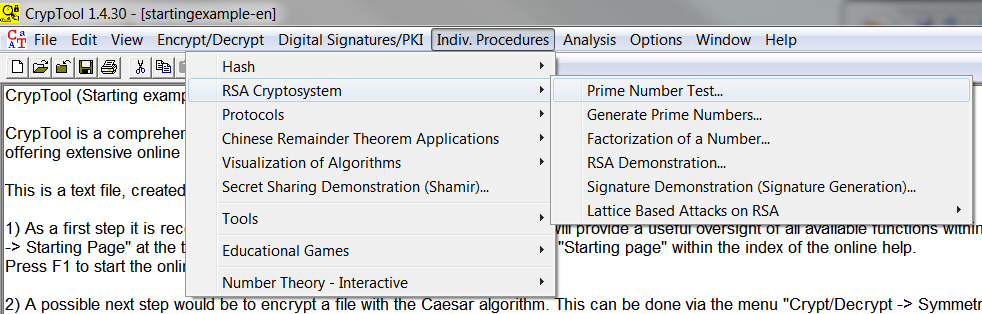 CrypTool 1.4.30 - [startingexample-en]
File Edit View Encrypt/Decrypt Digital Signatures/PKI Indiv. Procedures Analysis Options Window Help
Hash
RSA Cryptosystem
Protocols
Chinese Remainder Theorem Applications
Visualization of Algorithms
Secret Sharing Demonstration (Shamir)...
Tools
Educational Games
Number Theory - Interactive
Prime Number Test...
Generate Prime Numbers...
Factorization of a Number...
RSA Demonstration...
Signature Demonstration (Signature Generation)...
Lattice Based Attacks on RSA
CrypTool (Starting examp
CrypTool is a comprehen
offering extensive online
This is a text file, created
1) As a first step it is reco will provide a useful oversight of all available functions within
-> Starting Page" at the t "Starting page" within the index of the online help.
Press F1 to start the onlin
2) A possible next step would be to encrypt a file with the Caesar algorithm. This can be done via the menu "Crypt/Decrypt -> Symmetr